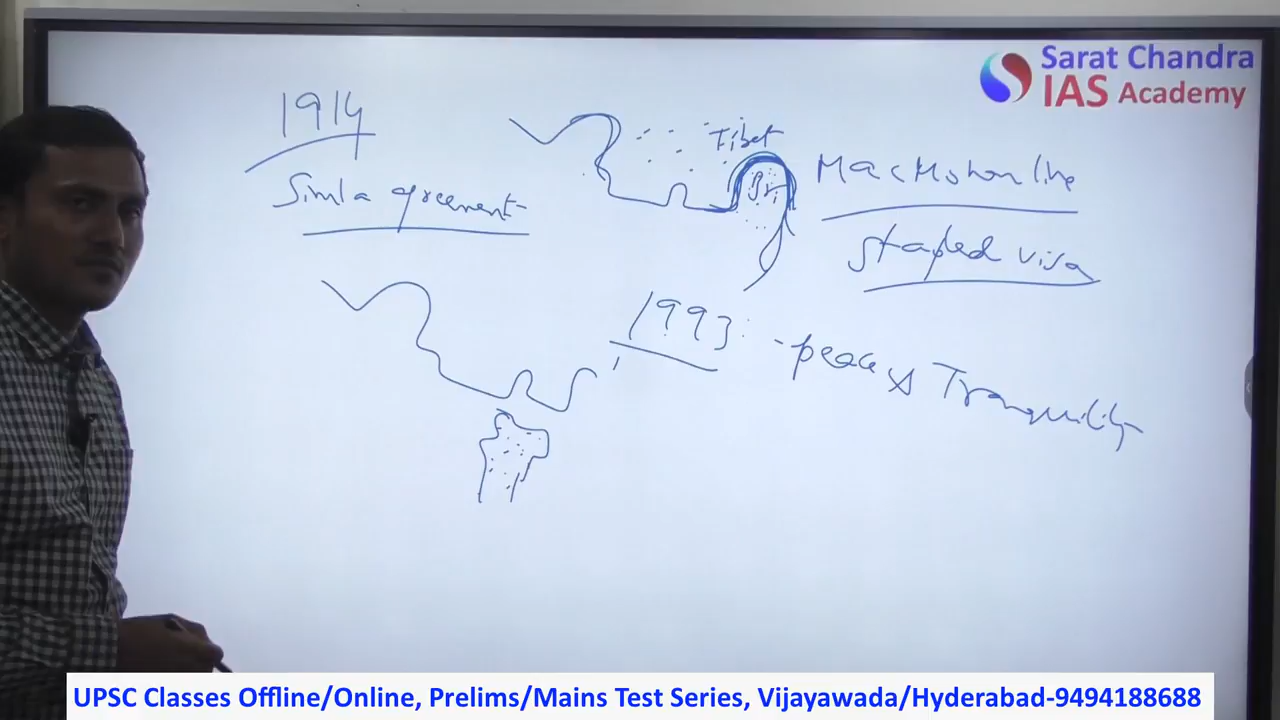 Sarat Chandra
IAS Academy
1914
Simla agreement
Tibet
MacMohon line
stapled visa
1993 : - peace & Tranquility
UPSC Classes Offline/Online, Prelims/Mains Test Series, Vijayawada/Hyderabad-9494188688